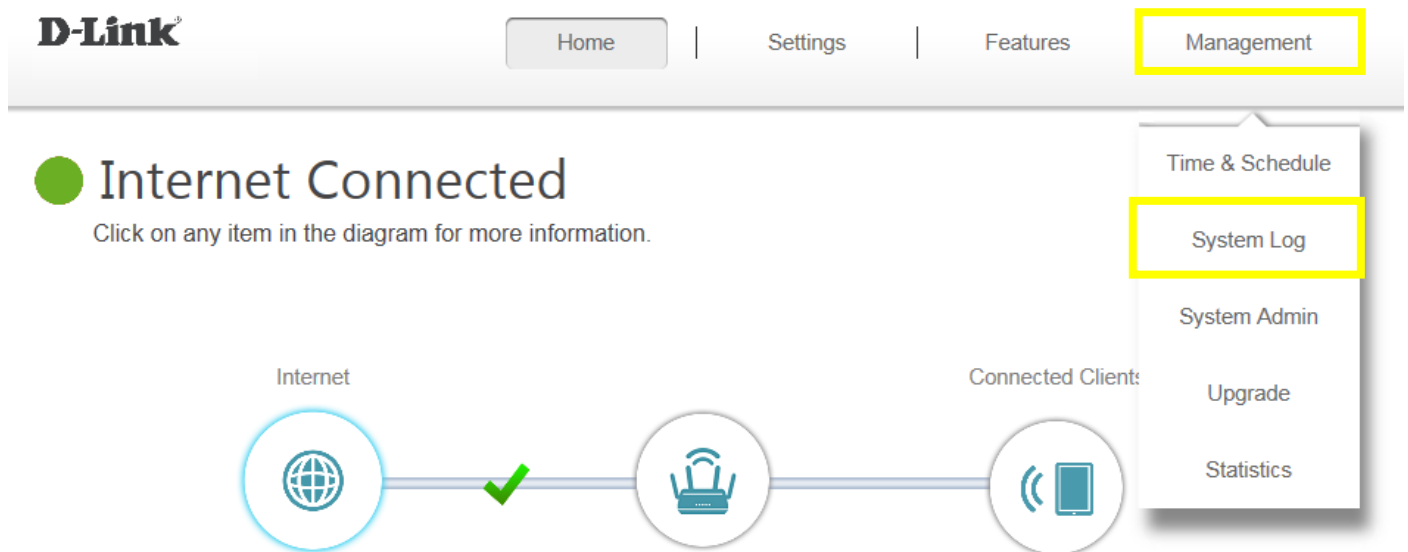 D-Link
Home
Settings
Features
Management
Time & Schedule
System Log
System Admin
Upgrade
Statistics
Internet Connected
Click on any item in the diagram for more information.
Internet
Connected Clients